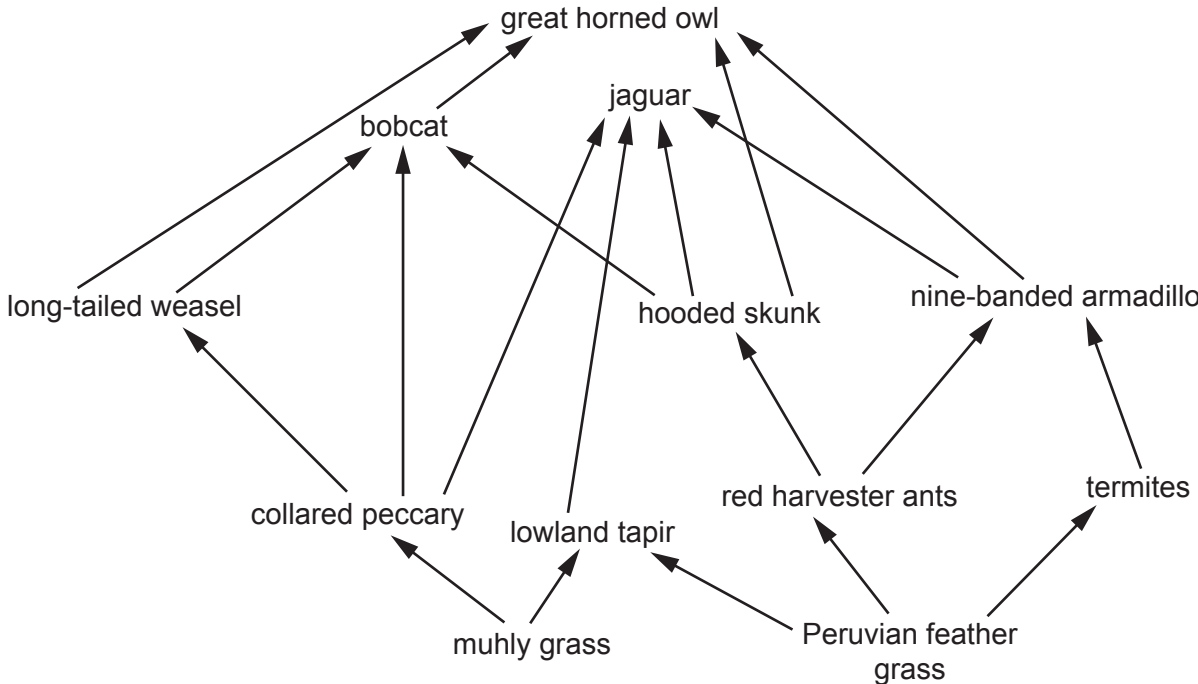 great horned owl
jaguar
bobcat
long-tailed weasel
hooded skunk
nine-banded armadillo
collared peccary
lowland tapir
red harvester ants
termites
muhly grass
Peruvian feather
grass